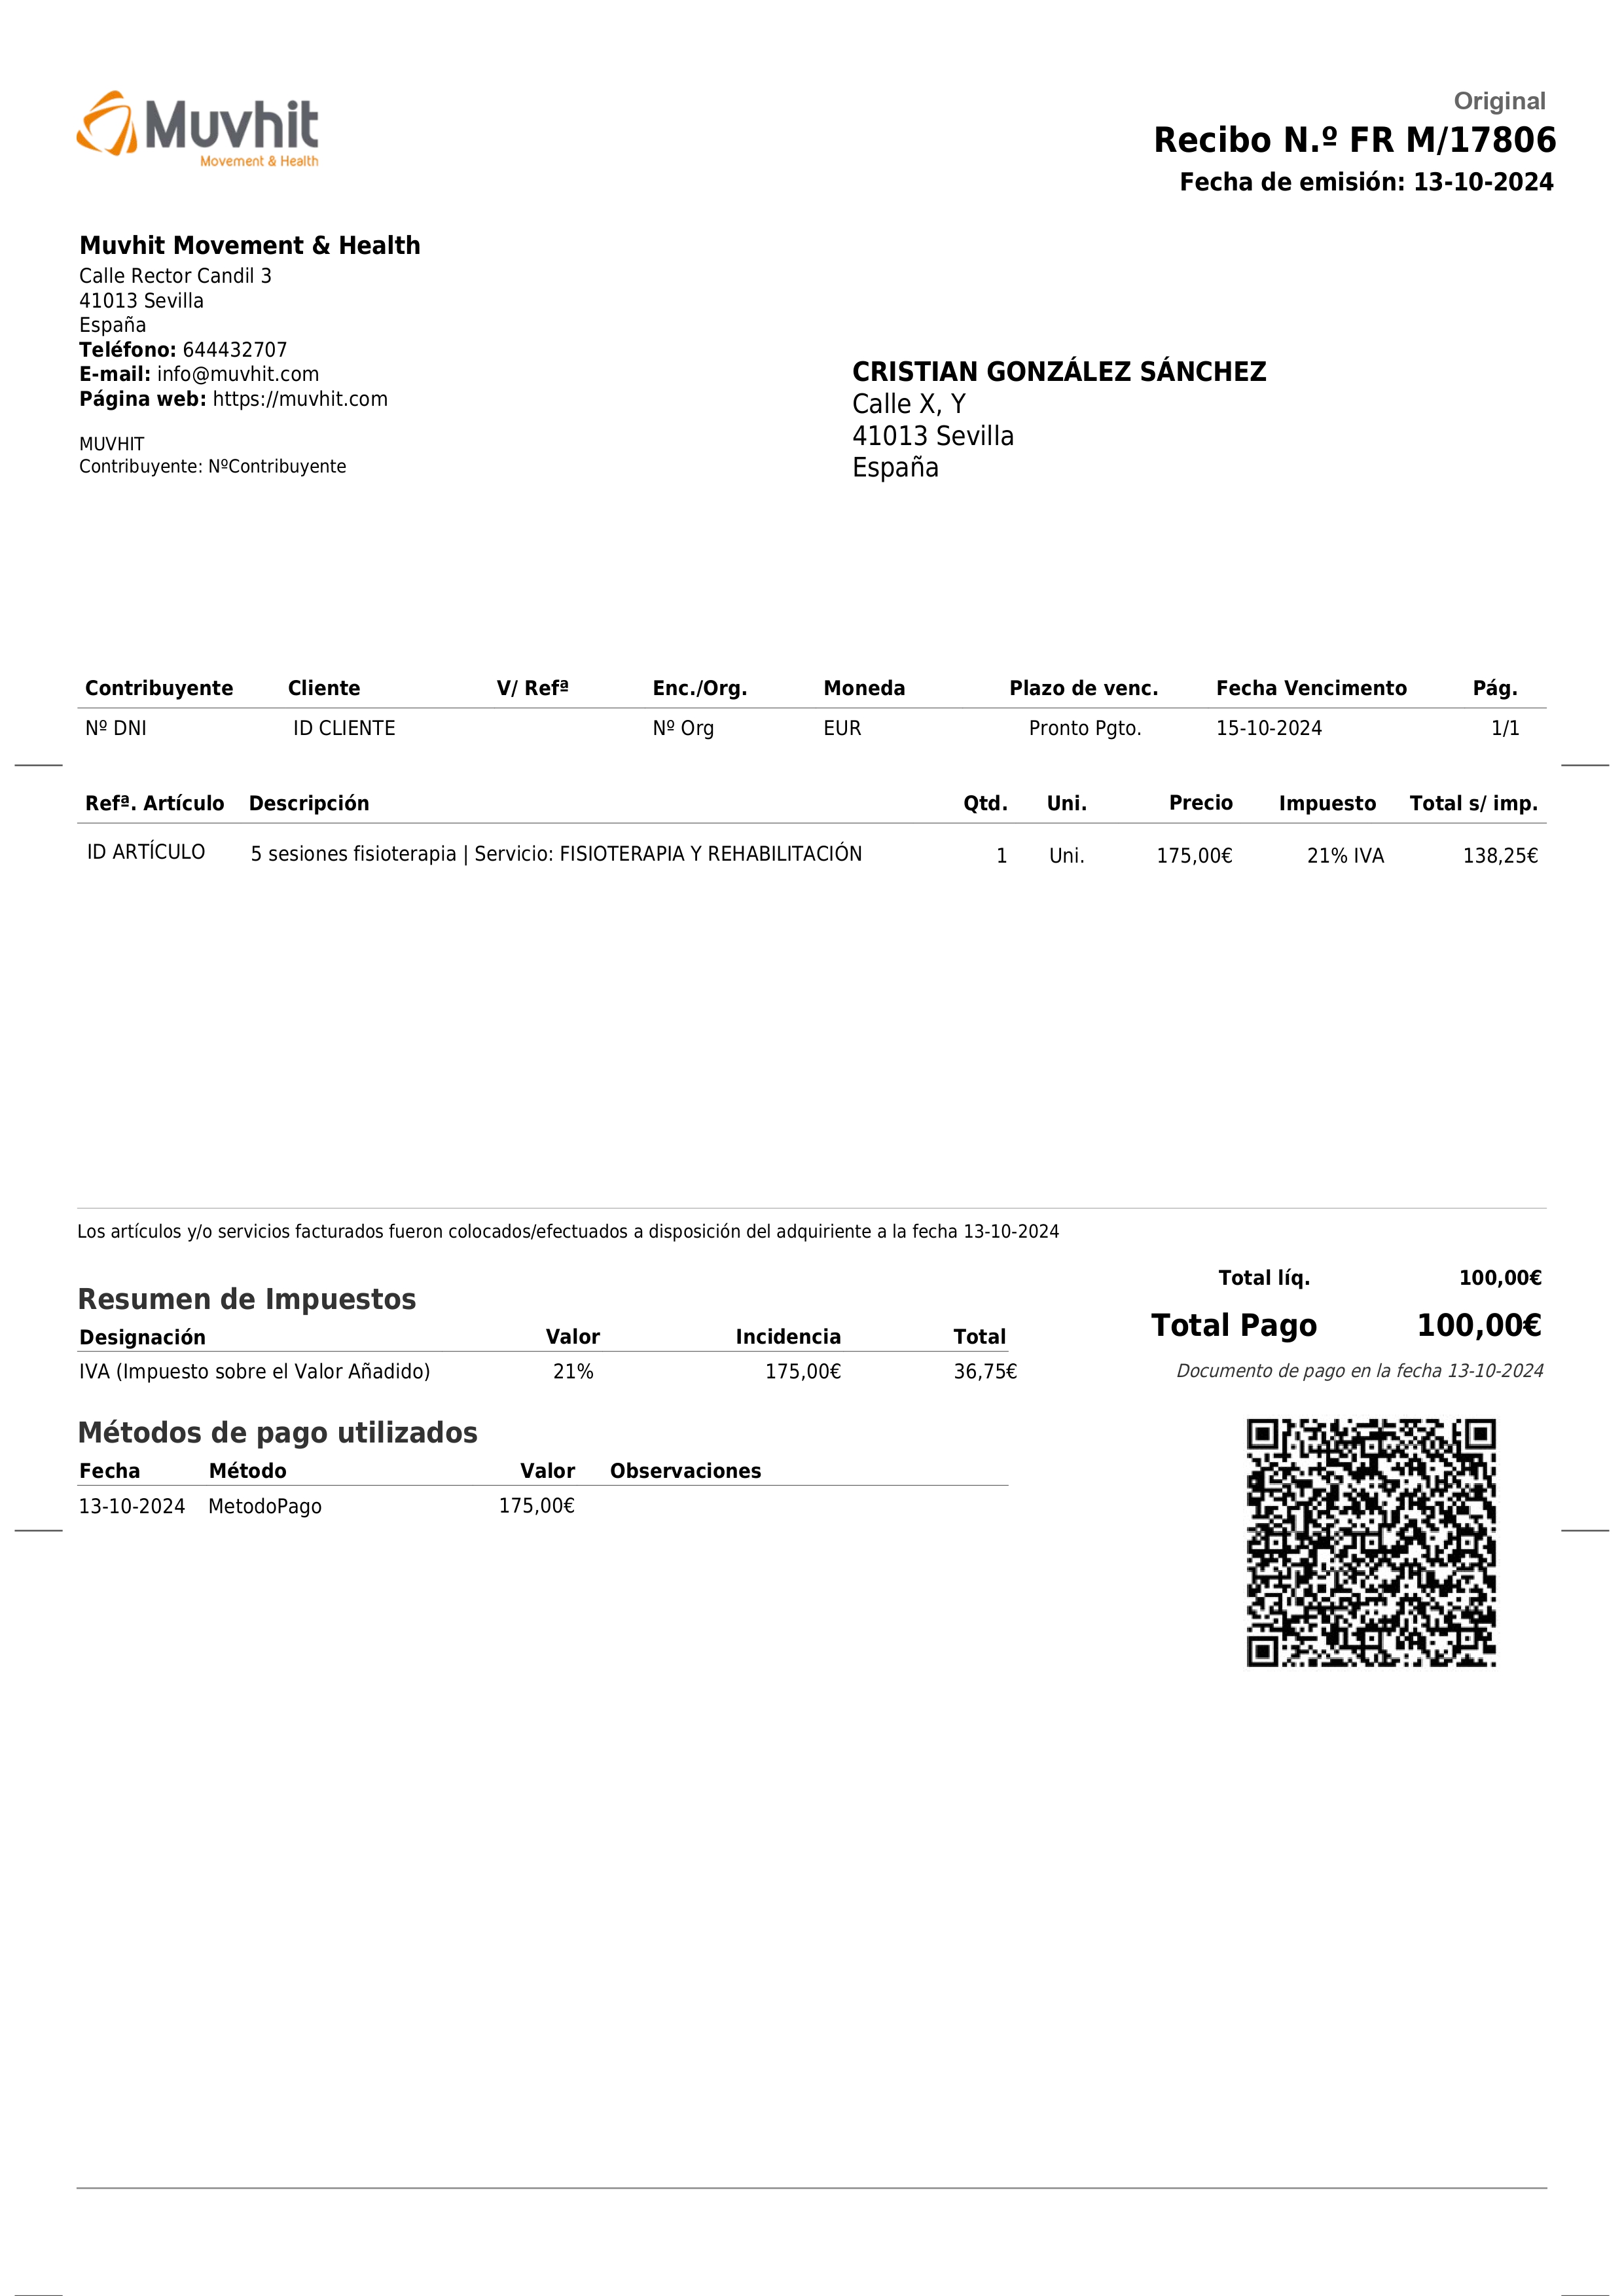 Muvhit
Movement & Health
Original
Recibo N.º FR M/17806
Fecha de emisión: 13-10-2024
Muvhit Movement & Health
Calle Rector Candil 3
41013 Sevilla
España
Teléfono: 644432707
E-mail: info@muvhit.com
Página web: https://muvhit.com
MUVHIT
Contribuyente: NºContribuyente
CRISTIAN GONZÁLEZ SÁNCHEZ
Calle X, Y
41013 Sevilla
España
Contribuyente Cliente V/ Refª Enc./Org. Moneda Plazo de venc. Fecha Vencimento Pág.
Nº DNI ID CLIENTE Nº Org EUR Pronto Pgto. 15-10-2024 1/1
Refª. Artículo Descripción Qtd. Uni. Precio Impuesto Total s/ imp.
ID ARTÍCULO 5 sesiones fisioterapia | Servicio: FISIOTERAPIA Y REHABILITACIÓN 1 Uni. 175,00€ 21% IVA 138,25€
Los artículos y/o servicios facturados fueron colocados/efectuados a disposición del adquiriente a la fecha 13-10-2024
Total líq. 100,00€
Total Pago 100,00€
Documento de pago en la fecha 13-10-2024
Resumen de Impuestos
Designación Valor Incidencia Total
IVA (Impuesto sobre el Valor Añadido) 21% 175,00€ 36,75€
Métodos de pago utilizados
Fecha Método Valor Observaciones
13-10-2024 MetodoPago 175,00€